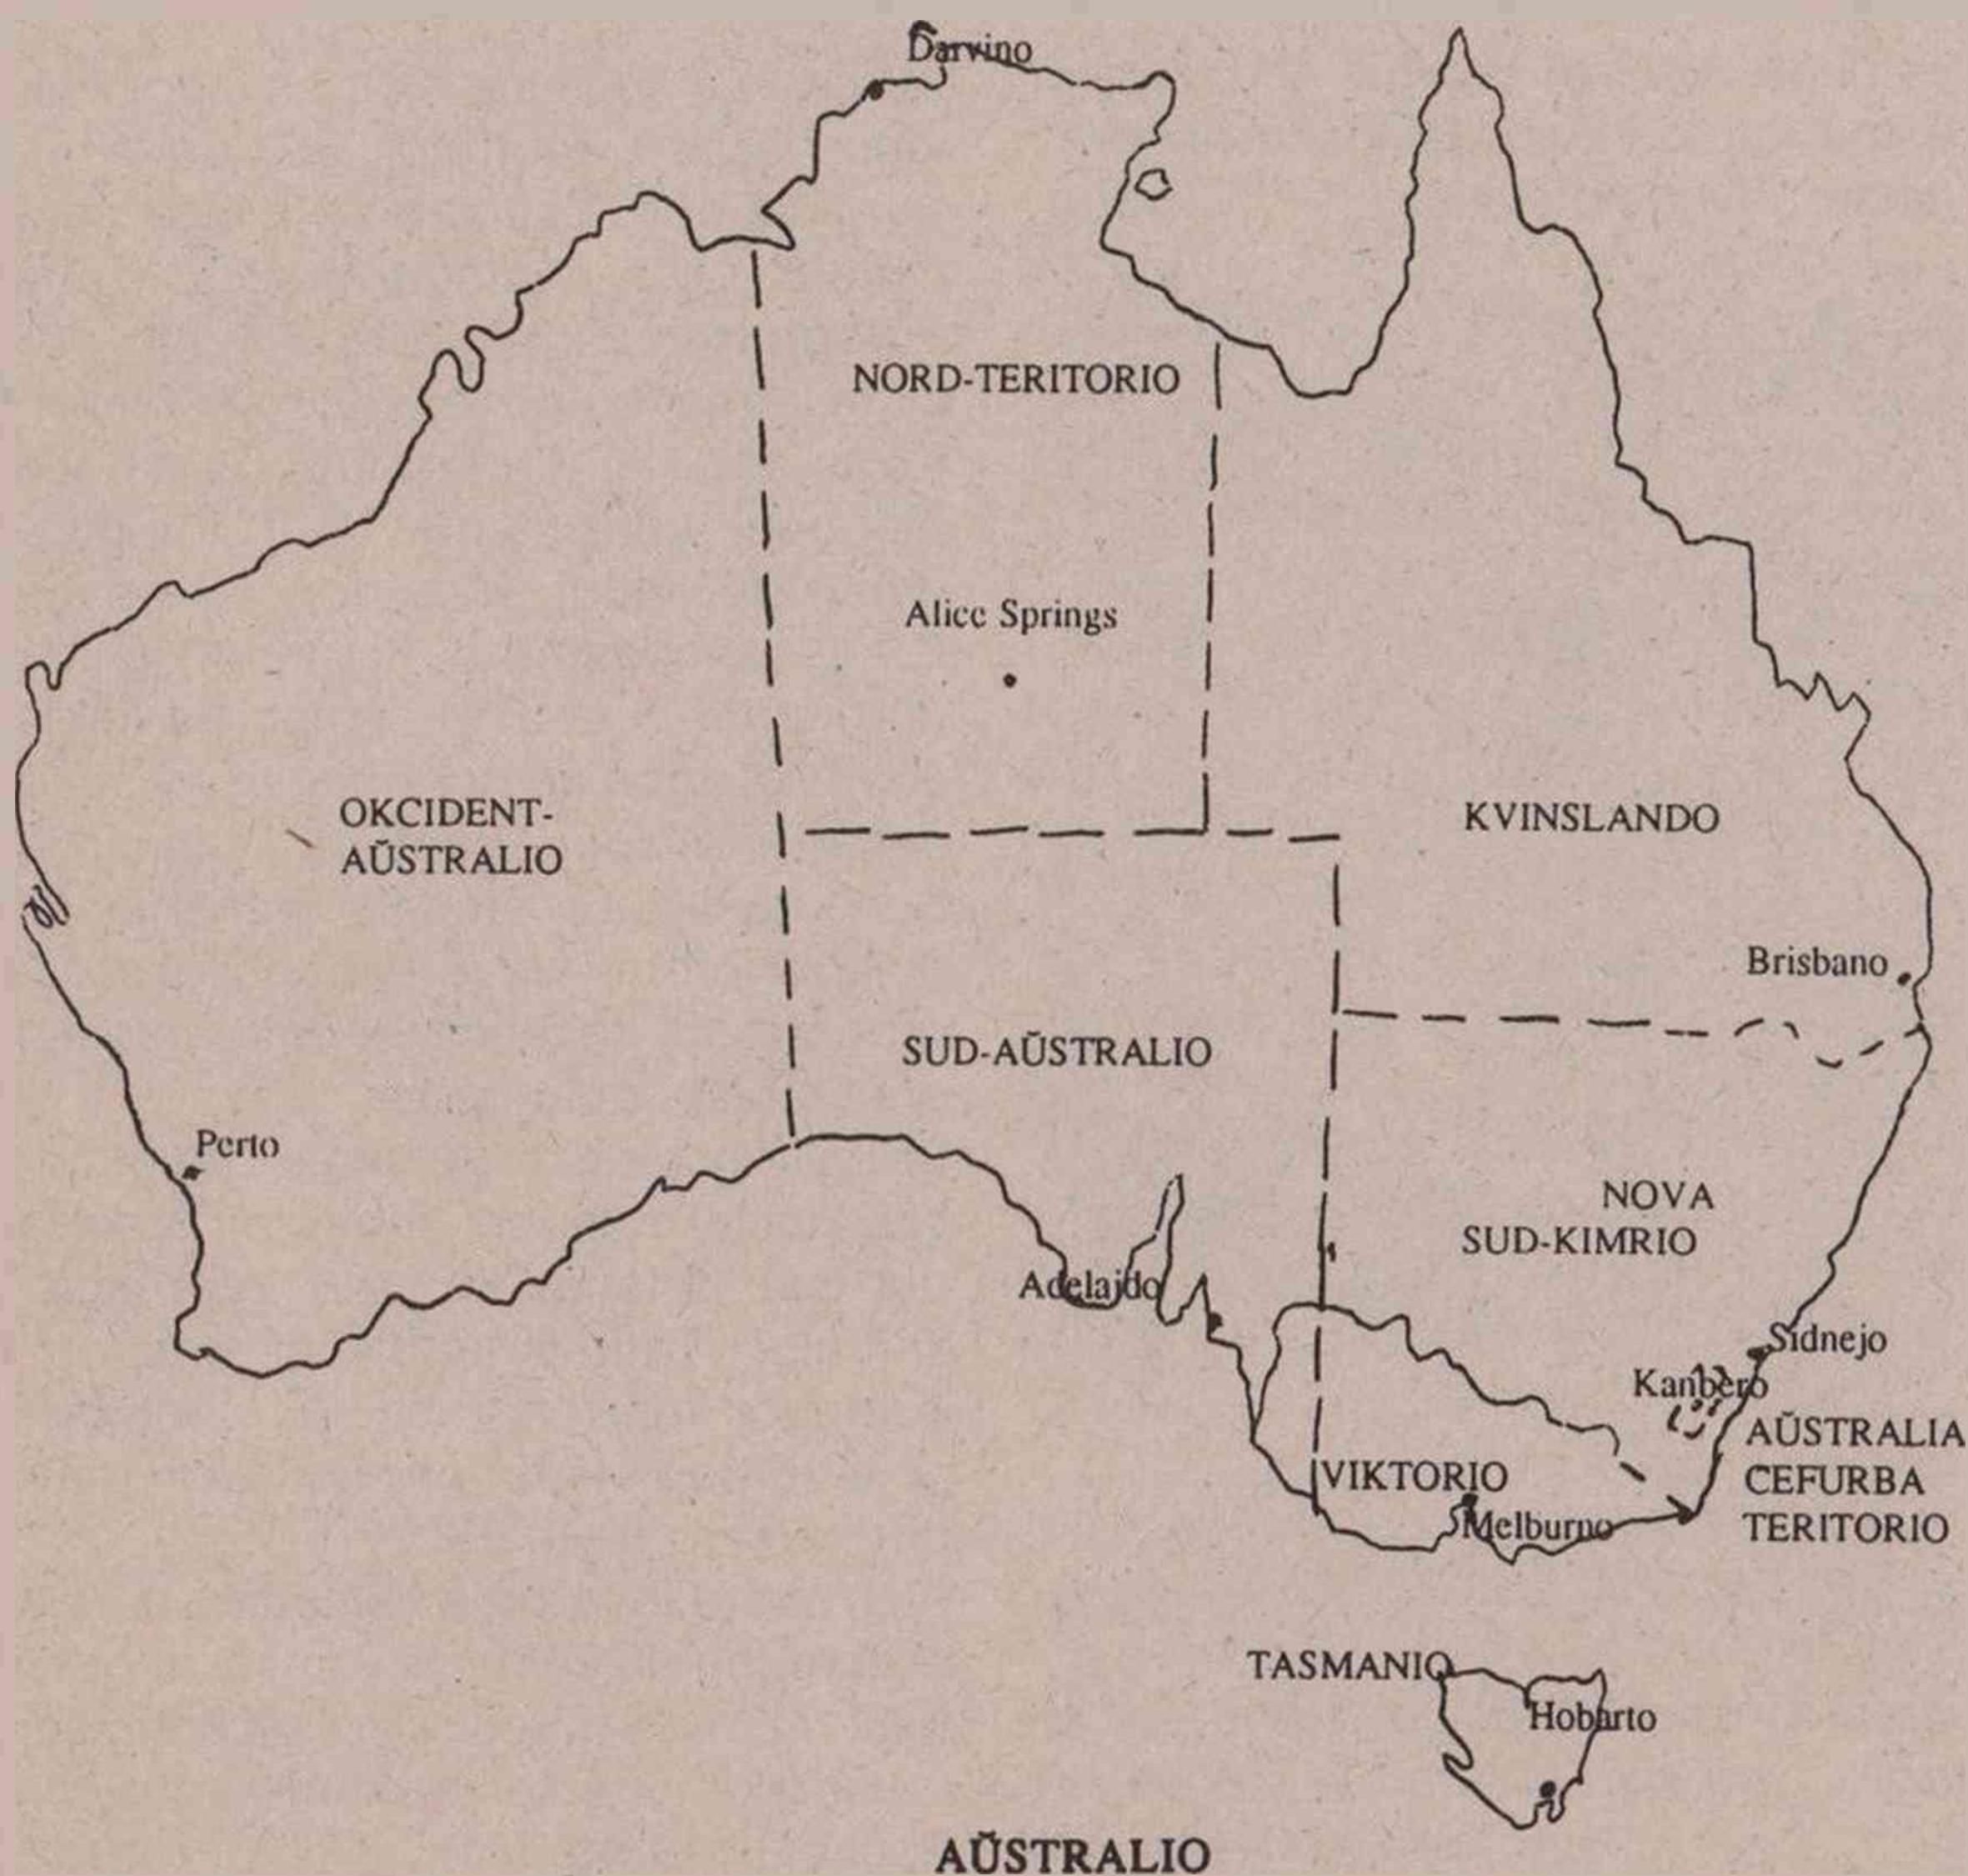 Darvino
NORD-TERITORIO
Alice Springs
OKCIDENT-
AŬSTRALIO
KVINSLANDO
Brisbano
SUD-AŬSTRALIO
Perto
NOVA
SUD-KIMRIO
Adelajdo
Sidnejo
Kanbero
AŬSTRALIA
CEFURBA
TERITORIO
VIKTORIO
Melburno
TASMANIO
Hobarto
AŬSTRALIO